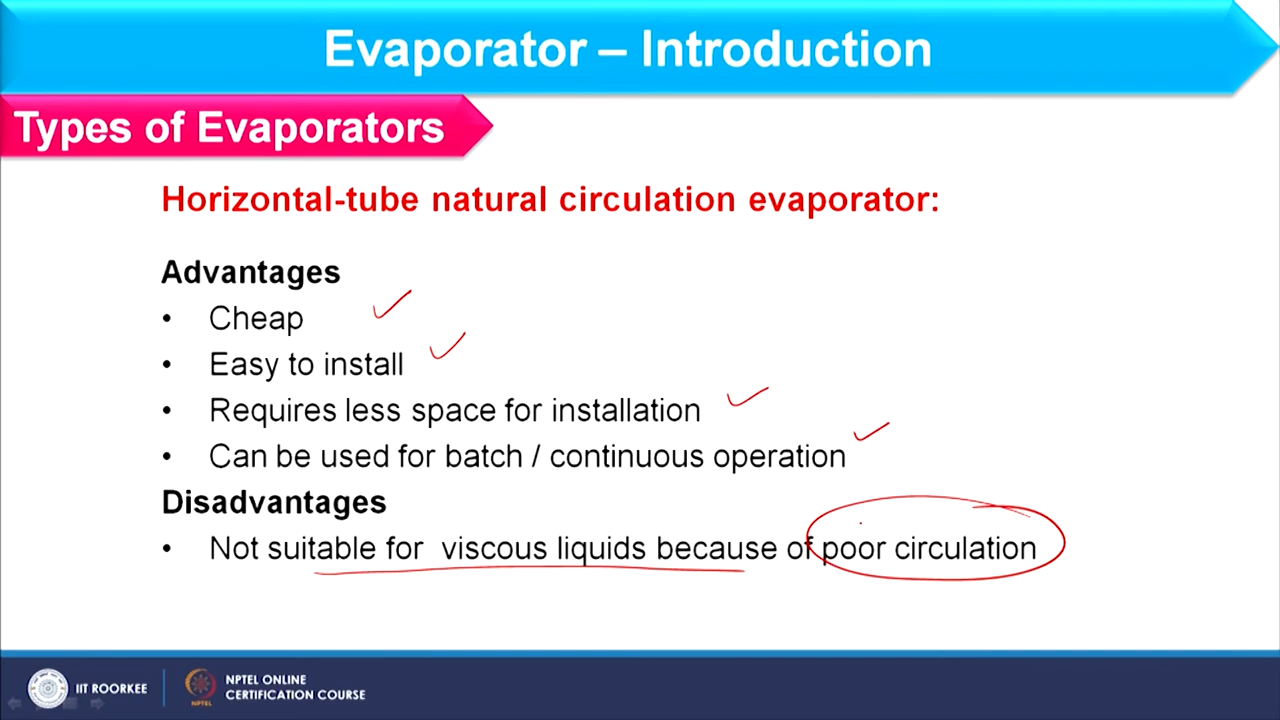 Evaporator – Introduction
Types of Evaporators
Horizontal-tube natural circulation evaporator:
Advantages
• Cheap
• Easy to install
• Requires less space for installation
• Can be used for batch / continuous operation
Disadvantages
• Not suitable for viscous liquids because of poor circulation
IIT ROORKEE
NPTEL
NPTEL ONLINE
CERTIFICATION COURSE